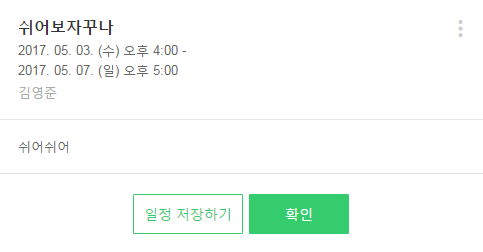 쉬어보자꾸나
2017. 05. 03. (수) 오후 4:00 -
2017. 05. 07. (일) 오후 5:00
김영준
쉬어쉬어
일정 저장하기 확인